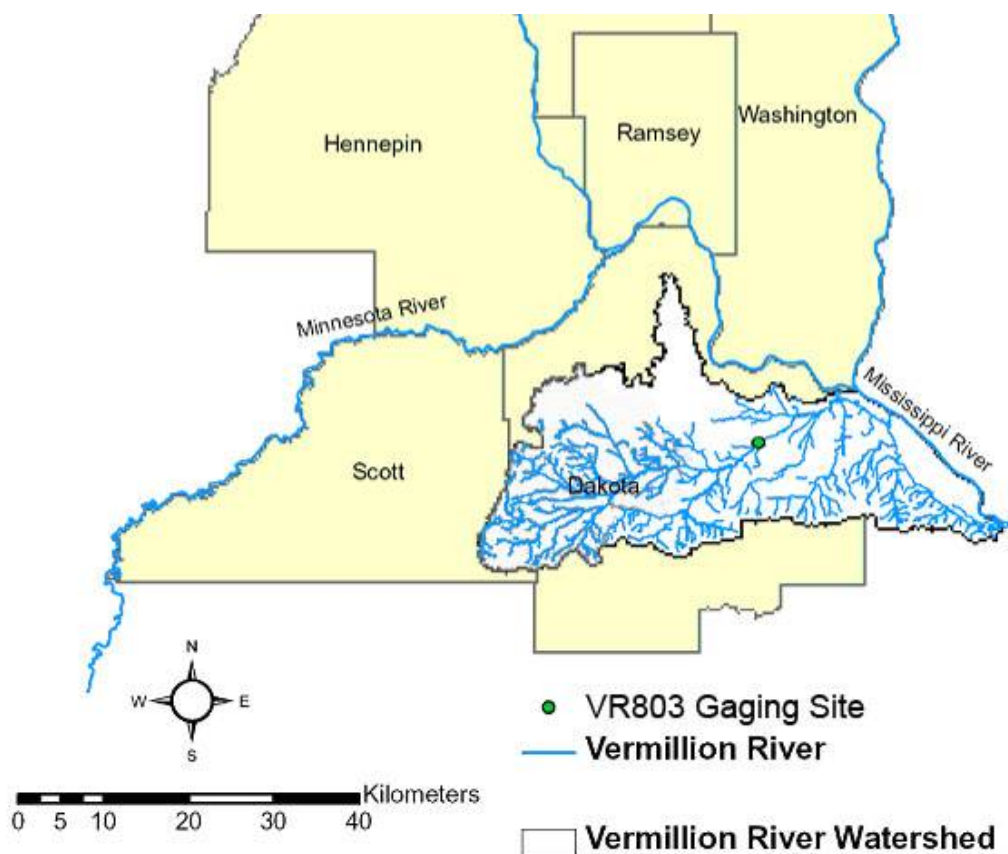 Washington
Ramsey
Hennepin
Minnesota River
Mississippi River
Scott
Dakota
N
W E
S
VR803 Gaging Site
Vermillion River
Kilometers
0 5 10 20 30 40
Vermillion River Watershed